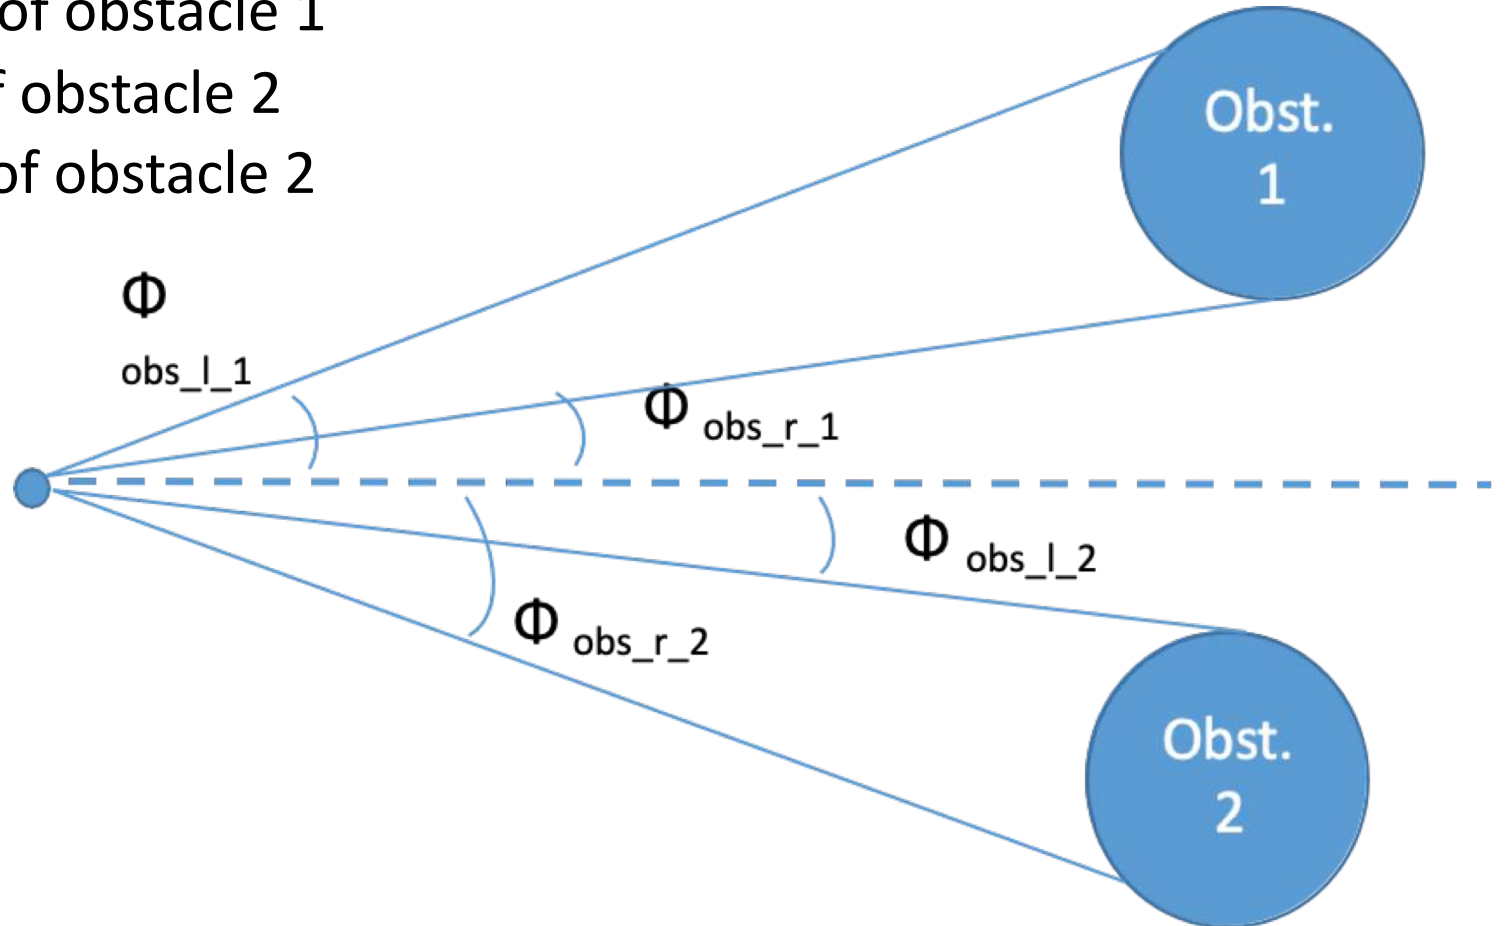 of obstacle 1
f obstacle 2
of obstacle 2
Obst.
1
Φ
obs_l_1
Φ obs_r_1
Φ obs_l_2
Φ obs_r_2
Obst.
2